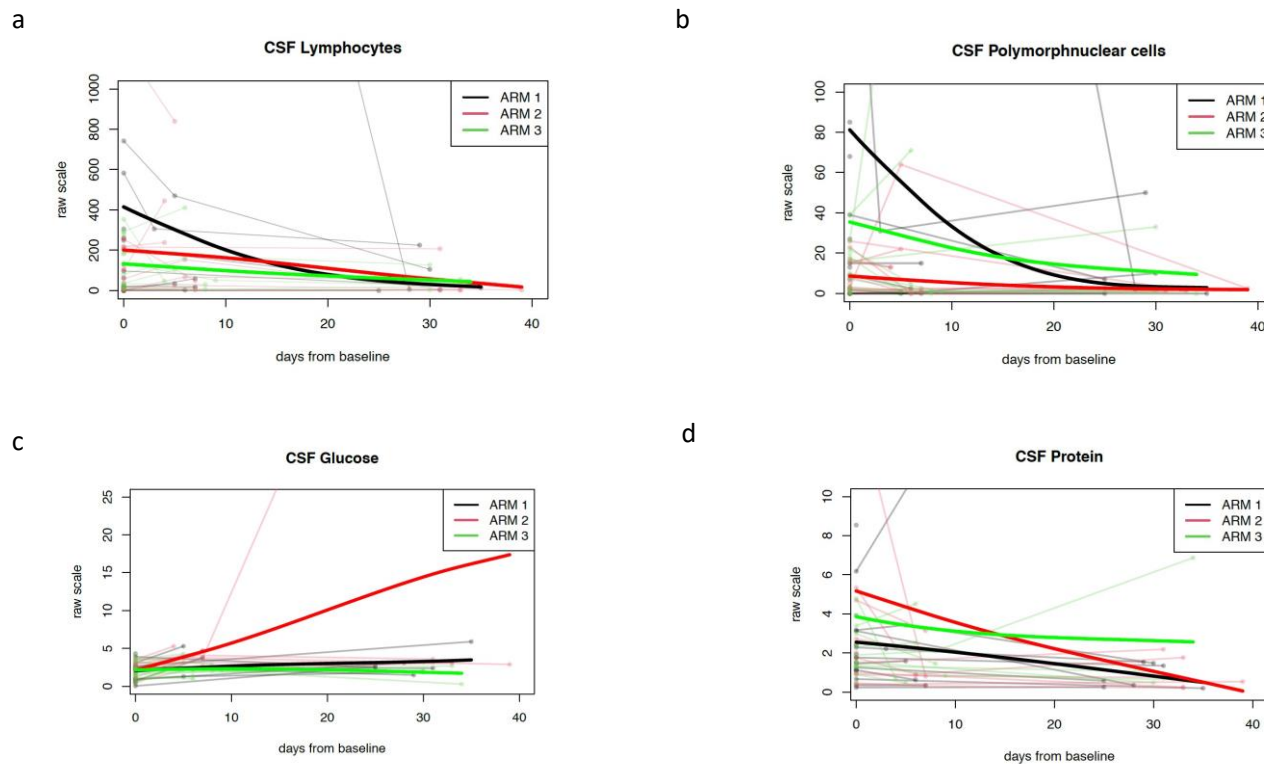 a
CSF Lymphocytes
raw scale
1000
800
600
400
200
0
0 10 20 30 40
days from baseline
ARM 1
ARM 2
ARM 3
b
CSF Polymorphnuclear cells
raw scale
100
80
60
40
20
0
0 10 20 30 40
days from baseline
ARM 1
ARM 2
ARM 3
c
CSF Glucose
raw scale
25
20
15
10
5
0
0 10 20 30 40
days from baseline
ARM 1
ARM 2
ARM 3
d
CSF Protein
raw scale
10
8
6
4
2
0
0 10 20 30 40
days from baseline
ARM 1
ARM 2
ARM 3